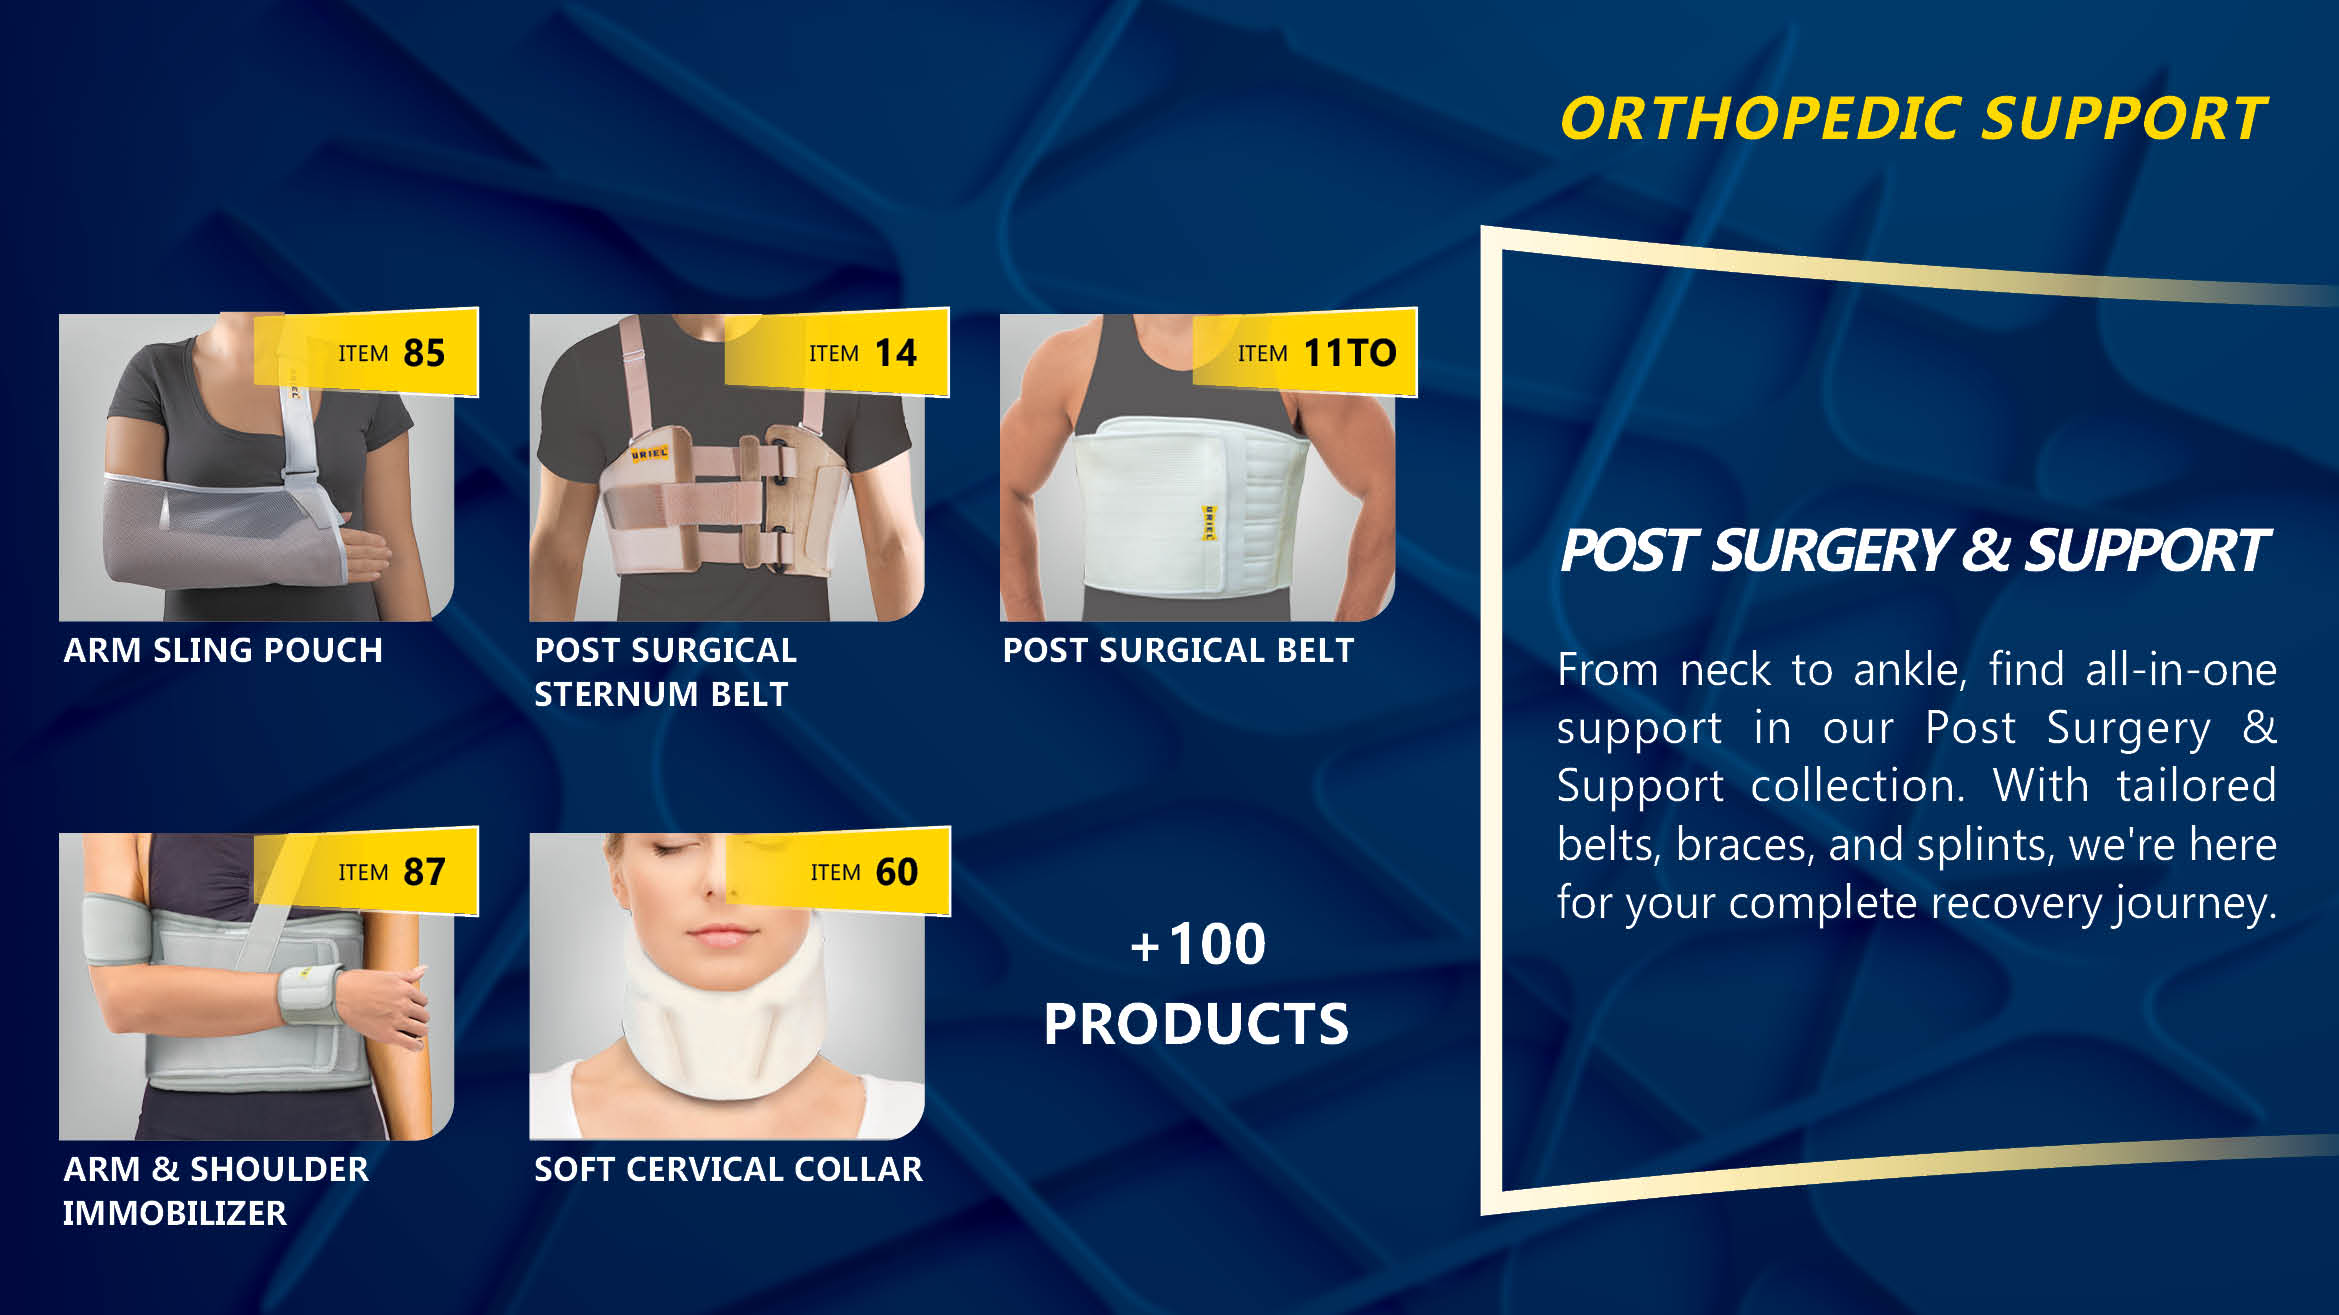 ORTHOPEDIC SUPPORT
ITEM 85
URIEL
ARM SLING POUCH
ITEM 14
URIEL
POST SURGICAL
STERNUM BELT
ITEM 11TO
URIEL
POST SURGICAL BELT
ITEM 87
ARM & SHOULDER
IMMOBILIZER
ITEM 60
SOFT CERVICAL COLLAR
+100
PRODUCTS
POST SURGERY & SUPPORT
From neck to ankle, find all-in-one
support in our Post Surgery &
Support collection. With tailored
belts, braces, and splints, we're here
for your complete recovery journey.